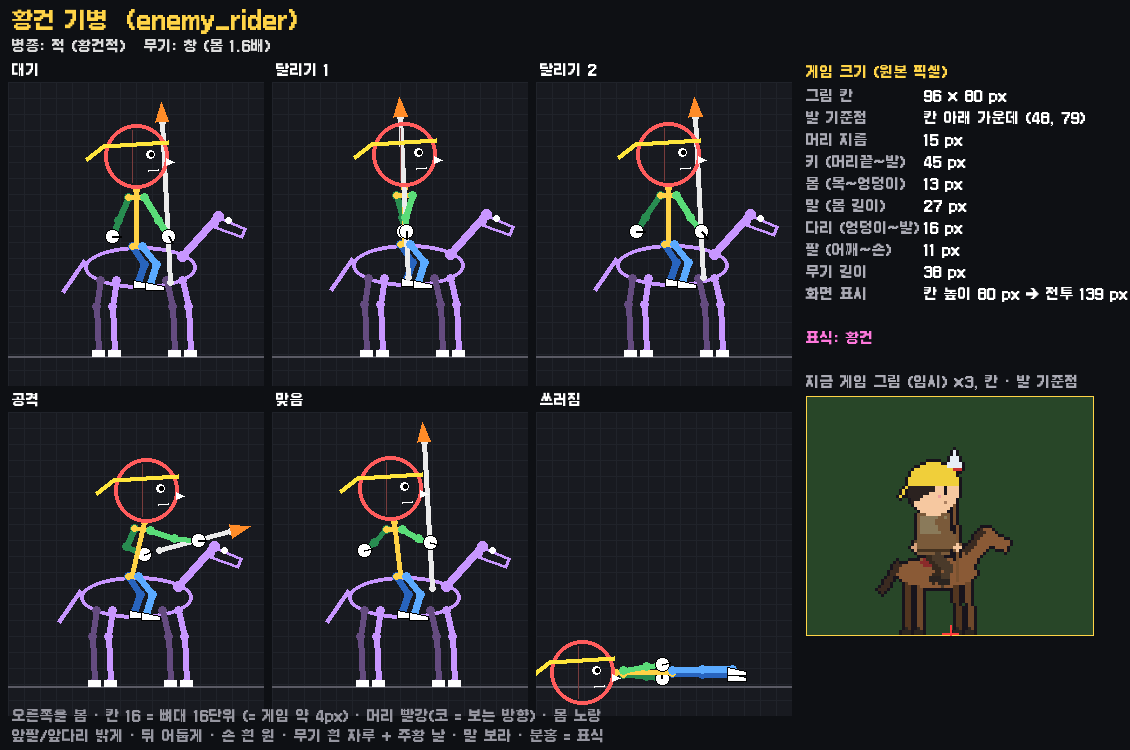 황건 기병 (enemy_rider)
병종: 적 (황건적) 무기: 창 (몸 1.6배)
대기
달리기 1
달리기 2
공격
맞음
쓰러짐
게임 크기 (원본 픽셀)
그림 칸 96 × 80 px
발 기준점 칸 아래 가운데 (48, 79)
머리 지름 15 px
키 (머리끝~발) 45 px
몸 (목~엉덩이) 13 px
말 (몸 길이) 27 px
다리 (엉덩이~발) 16 px
팔 (어깨~손) 11 px
무기 길이 38 px
화면 표시 칸 높이 80 px → 전투 139 px
표식: 황건
지금 게임 그림 (임시) ×3, 칸 · 발 기준점
오른쪽을 봄 · 칸 16 = 뼈대 16단위 (= 게임 약 4px) · 머리 빨강(코 = 보는 방향) · 몸 노랑
앞팔/앞다리 밝게 · 뒤 어둡게 · 손 흰 원 · 무기 흰 자루 + 주황 날 · 말 보라 · 분홍 = 표식